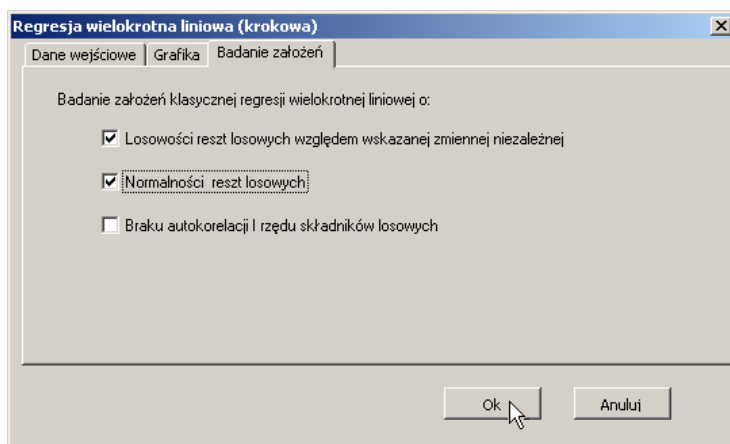 Regresja wielokrotna liniowa (krokowa)
Dane wejściowe Grafika Badanie założeń
Badanie założeń klasycznej regresji wielokrotnej liniowej o:
Losowości reszt losowych względem wskazanej zmiennej niezależnej
Normalności reszt losowych
Braku autokorelacji I rzędu składników losowych
Ok Anuluj